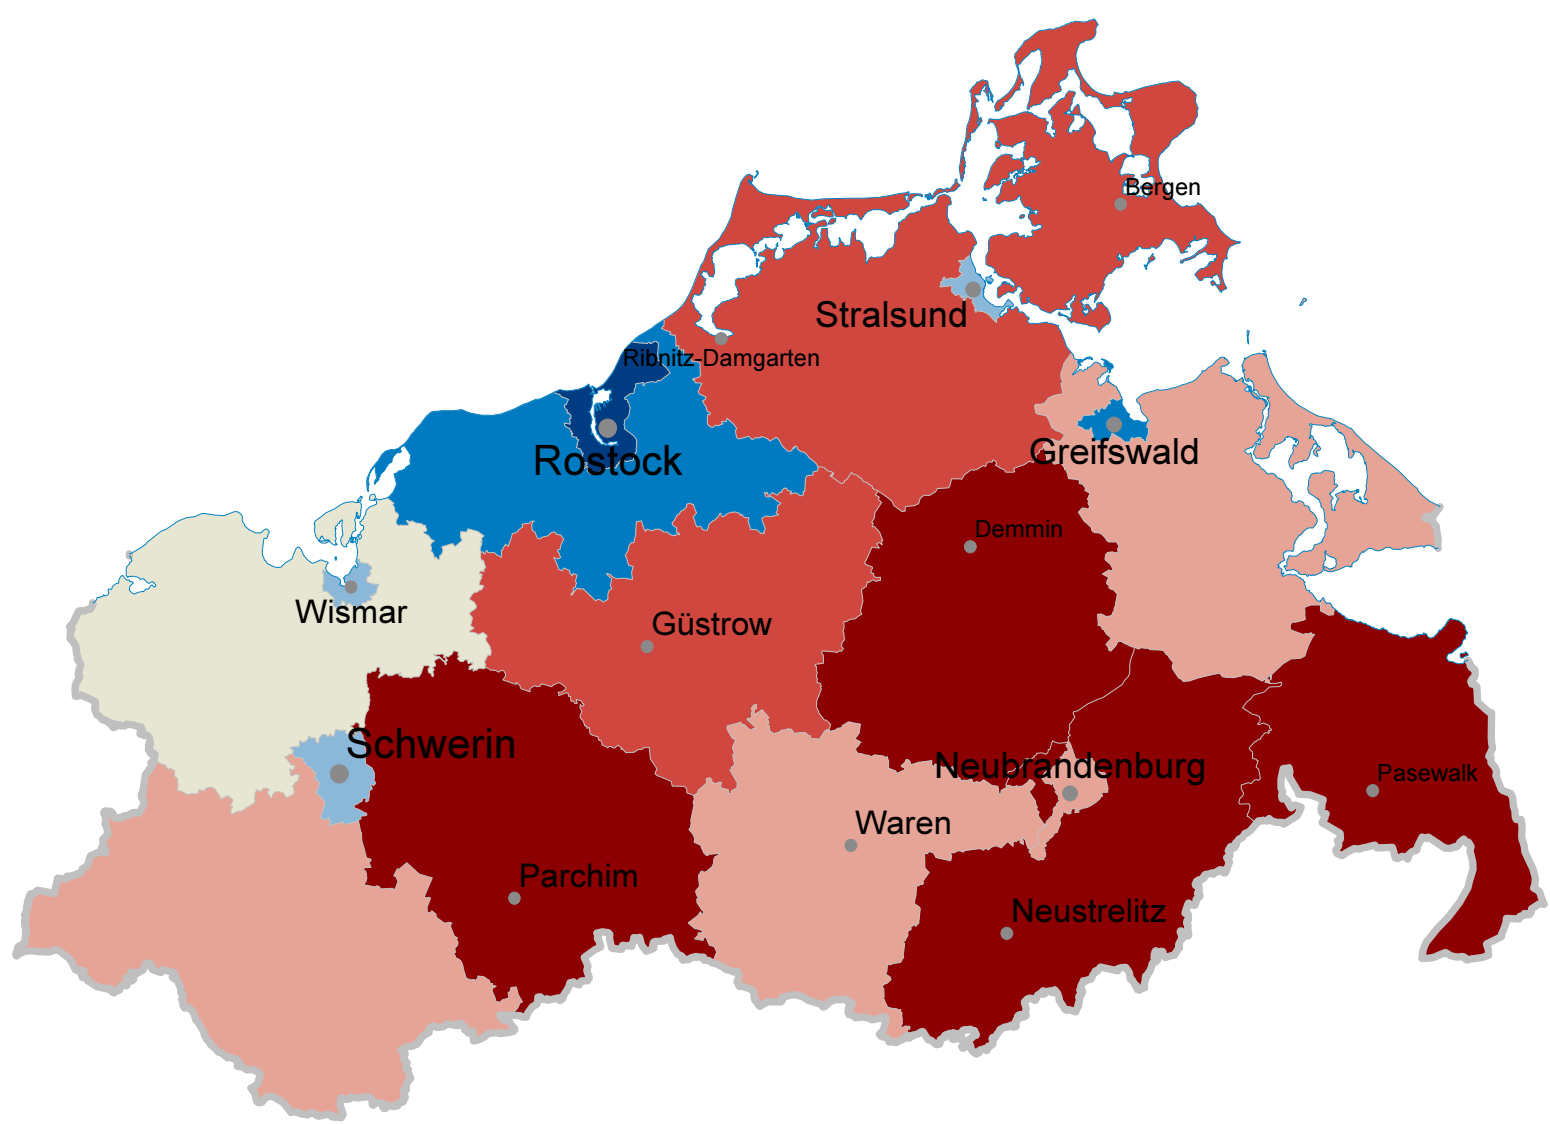 Bergen
Stralsund
Ribnitz-Damgarten
Rostock
Greifswald
Demmin
Wismar
Güstrow
Schwerin
Neubrandenburg
Pasewalk
Waren
Parchim
Neustrelitz